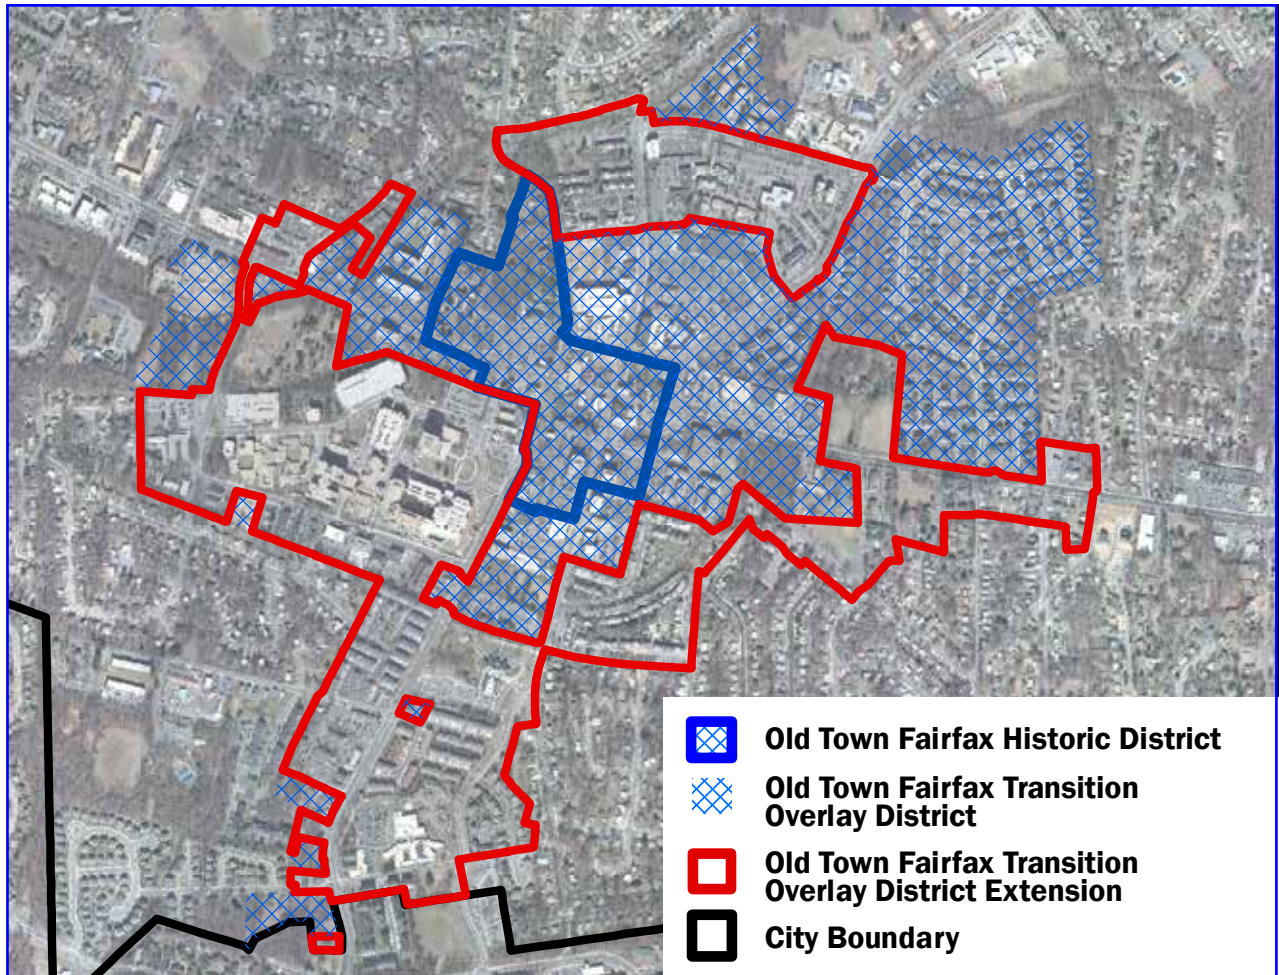 Old Town Fairfax Historic District
Old Town Fairfax Transition
Overlay District
Old Town Fairfax Transition
Overlay District Extension
City Boundary